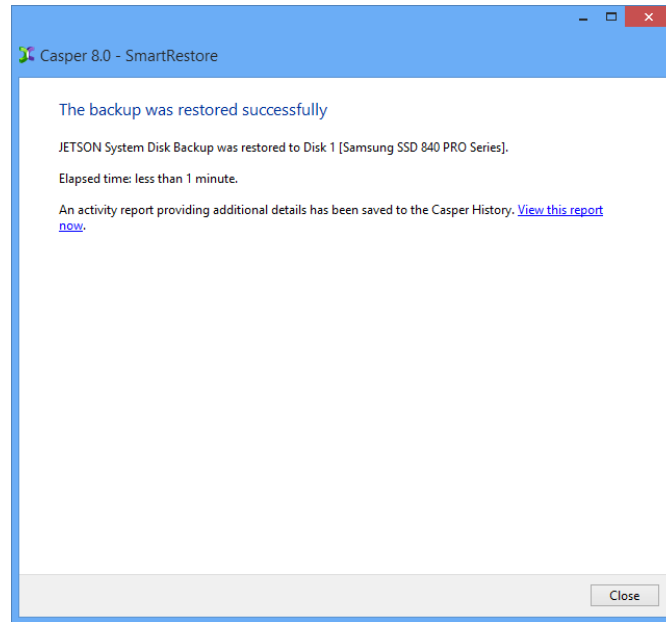 Casper 8.0 - SmartRestore
The backup was restored successfully
JETSON System Disk Backup was restored to Disk 1 [Samsung SSD 840 PRO Series].
Elapsed time: less than 1 minute.
An activity report providing additional details has been saved to the Casper History. View this report
now.
Close